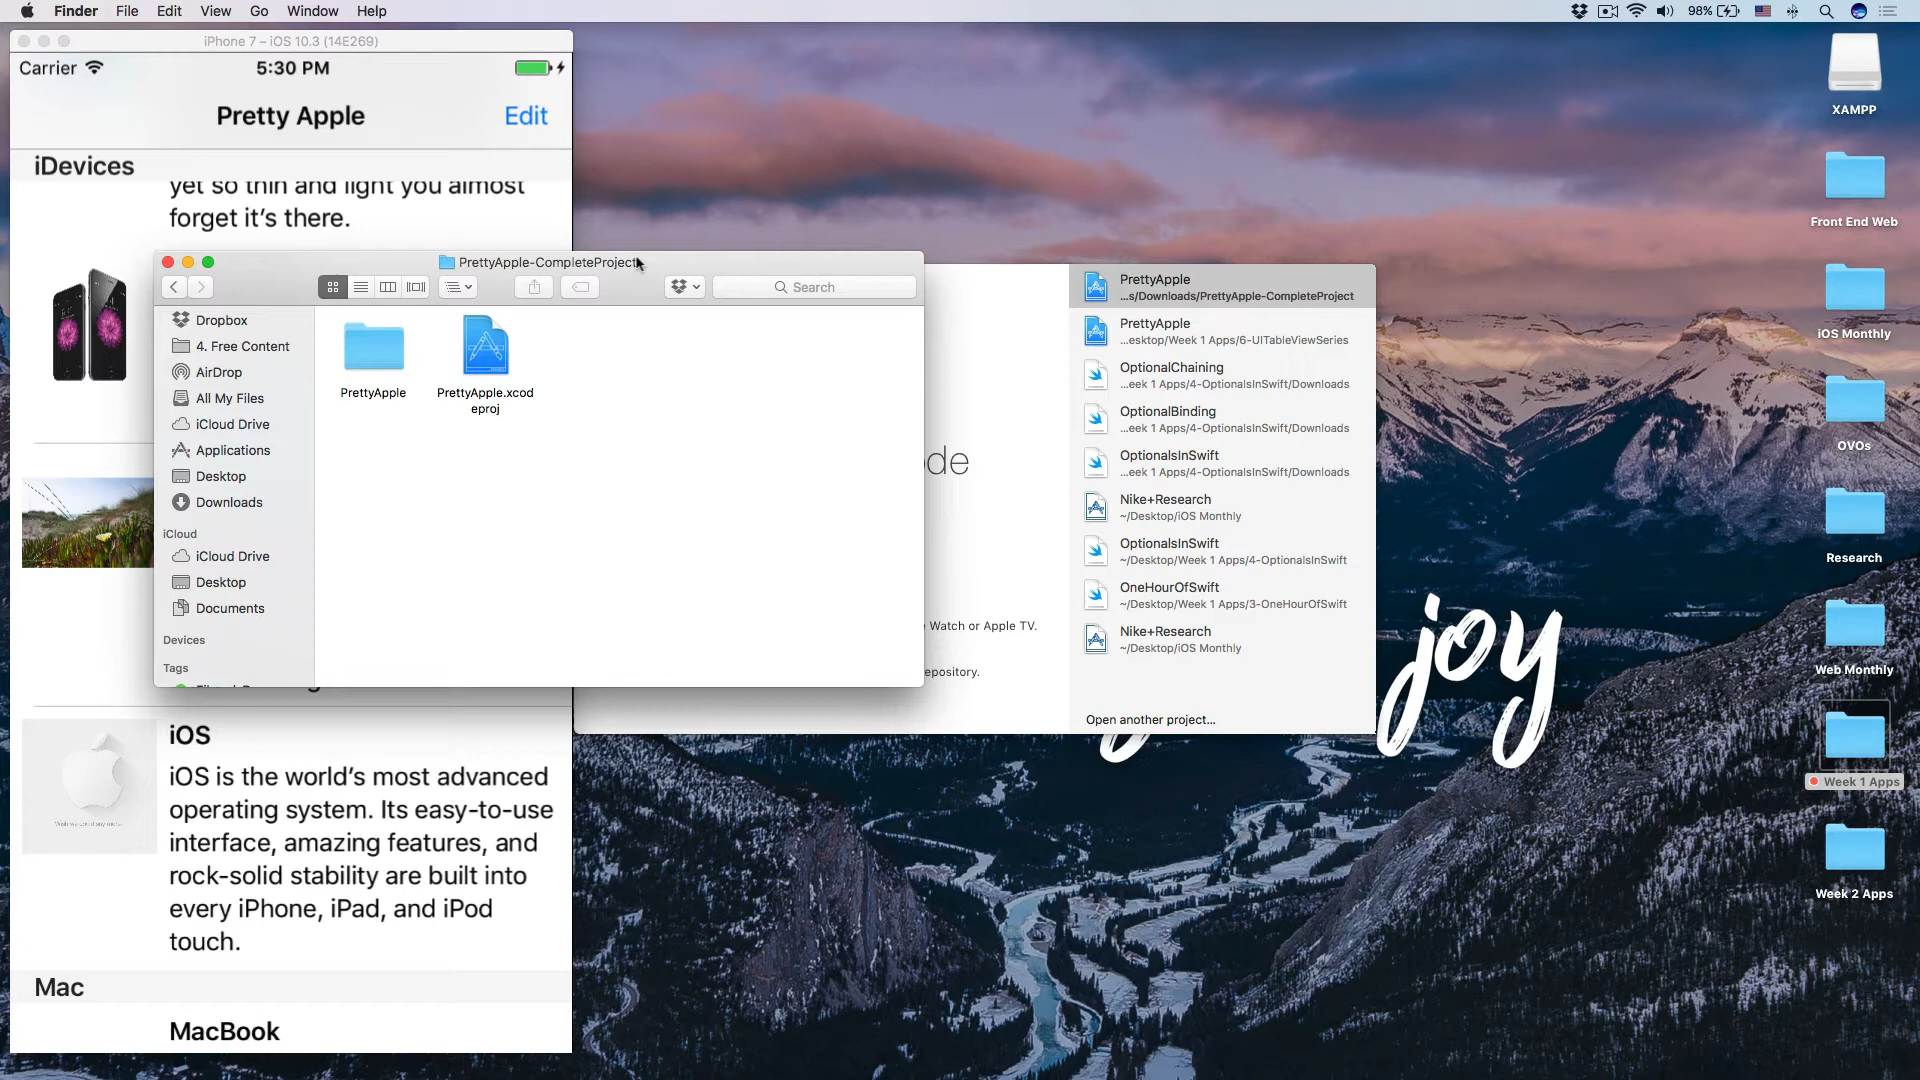 Finder File Edit View Go Window Help
98%
iPhone 7 – iOS 10.3 (14E269)
Carrier 5:30 PM
Pretty Apple Edit
iDevices
yet so thin and light you almost
forget it's there.
PrettyApple-CompleteProject
Search
Dropbox
4. Free Content
AirDrop
All My Files
iCloud Drive
Applications
Desktop
Downloads
iCloud
iCloud Drive
Desktop
Documents
Devices
Tags
PrettyApple
PrettyApple.xcod
eproj
ode
Watch or Apple TV.
epository.
PrettyApple
...s/Downloads/PrettyApple-CompleteProject
PrettyApple
...esktop/Week 1 Apps/6-UITableViewSeries
OptionalChaining
...eek 1 Apps/4-OptionalsInSwift/Downloads
OptionalBinding
...eek 1 Apps/4-OptionalsInSwift/Downloads
OptionalsInSwift
...eek 1 Apps/4-OptionalsInSwift/Downloads
Nike+Research
~/Desktop/iOS Monthly
OptionalsInSwift
~/Desktop/Week 1 Apps/4-OptionalsInSwift
OneHourOfSwift
~/Desktop/Week 1 Apps/3-OneHourOfSwift
Nike+Research
~/Desktop/iOS Monthly
Open another project...
iOS
iOS is the world's most advanced
operating system. Its easy-to-use
interface, amazing features, and
rock-solid stability are built into
every iPhone, iPad, and iPod
touch.
Mac
MacBook
joy
XAMPP
Front End Web
iOS Monthly
OVOs
Research
Web Monthly
Week 1 Apps
Week 2 Apps